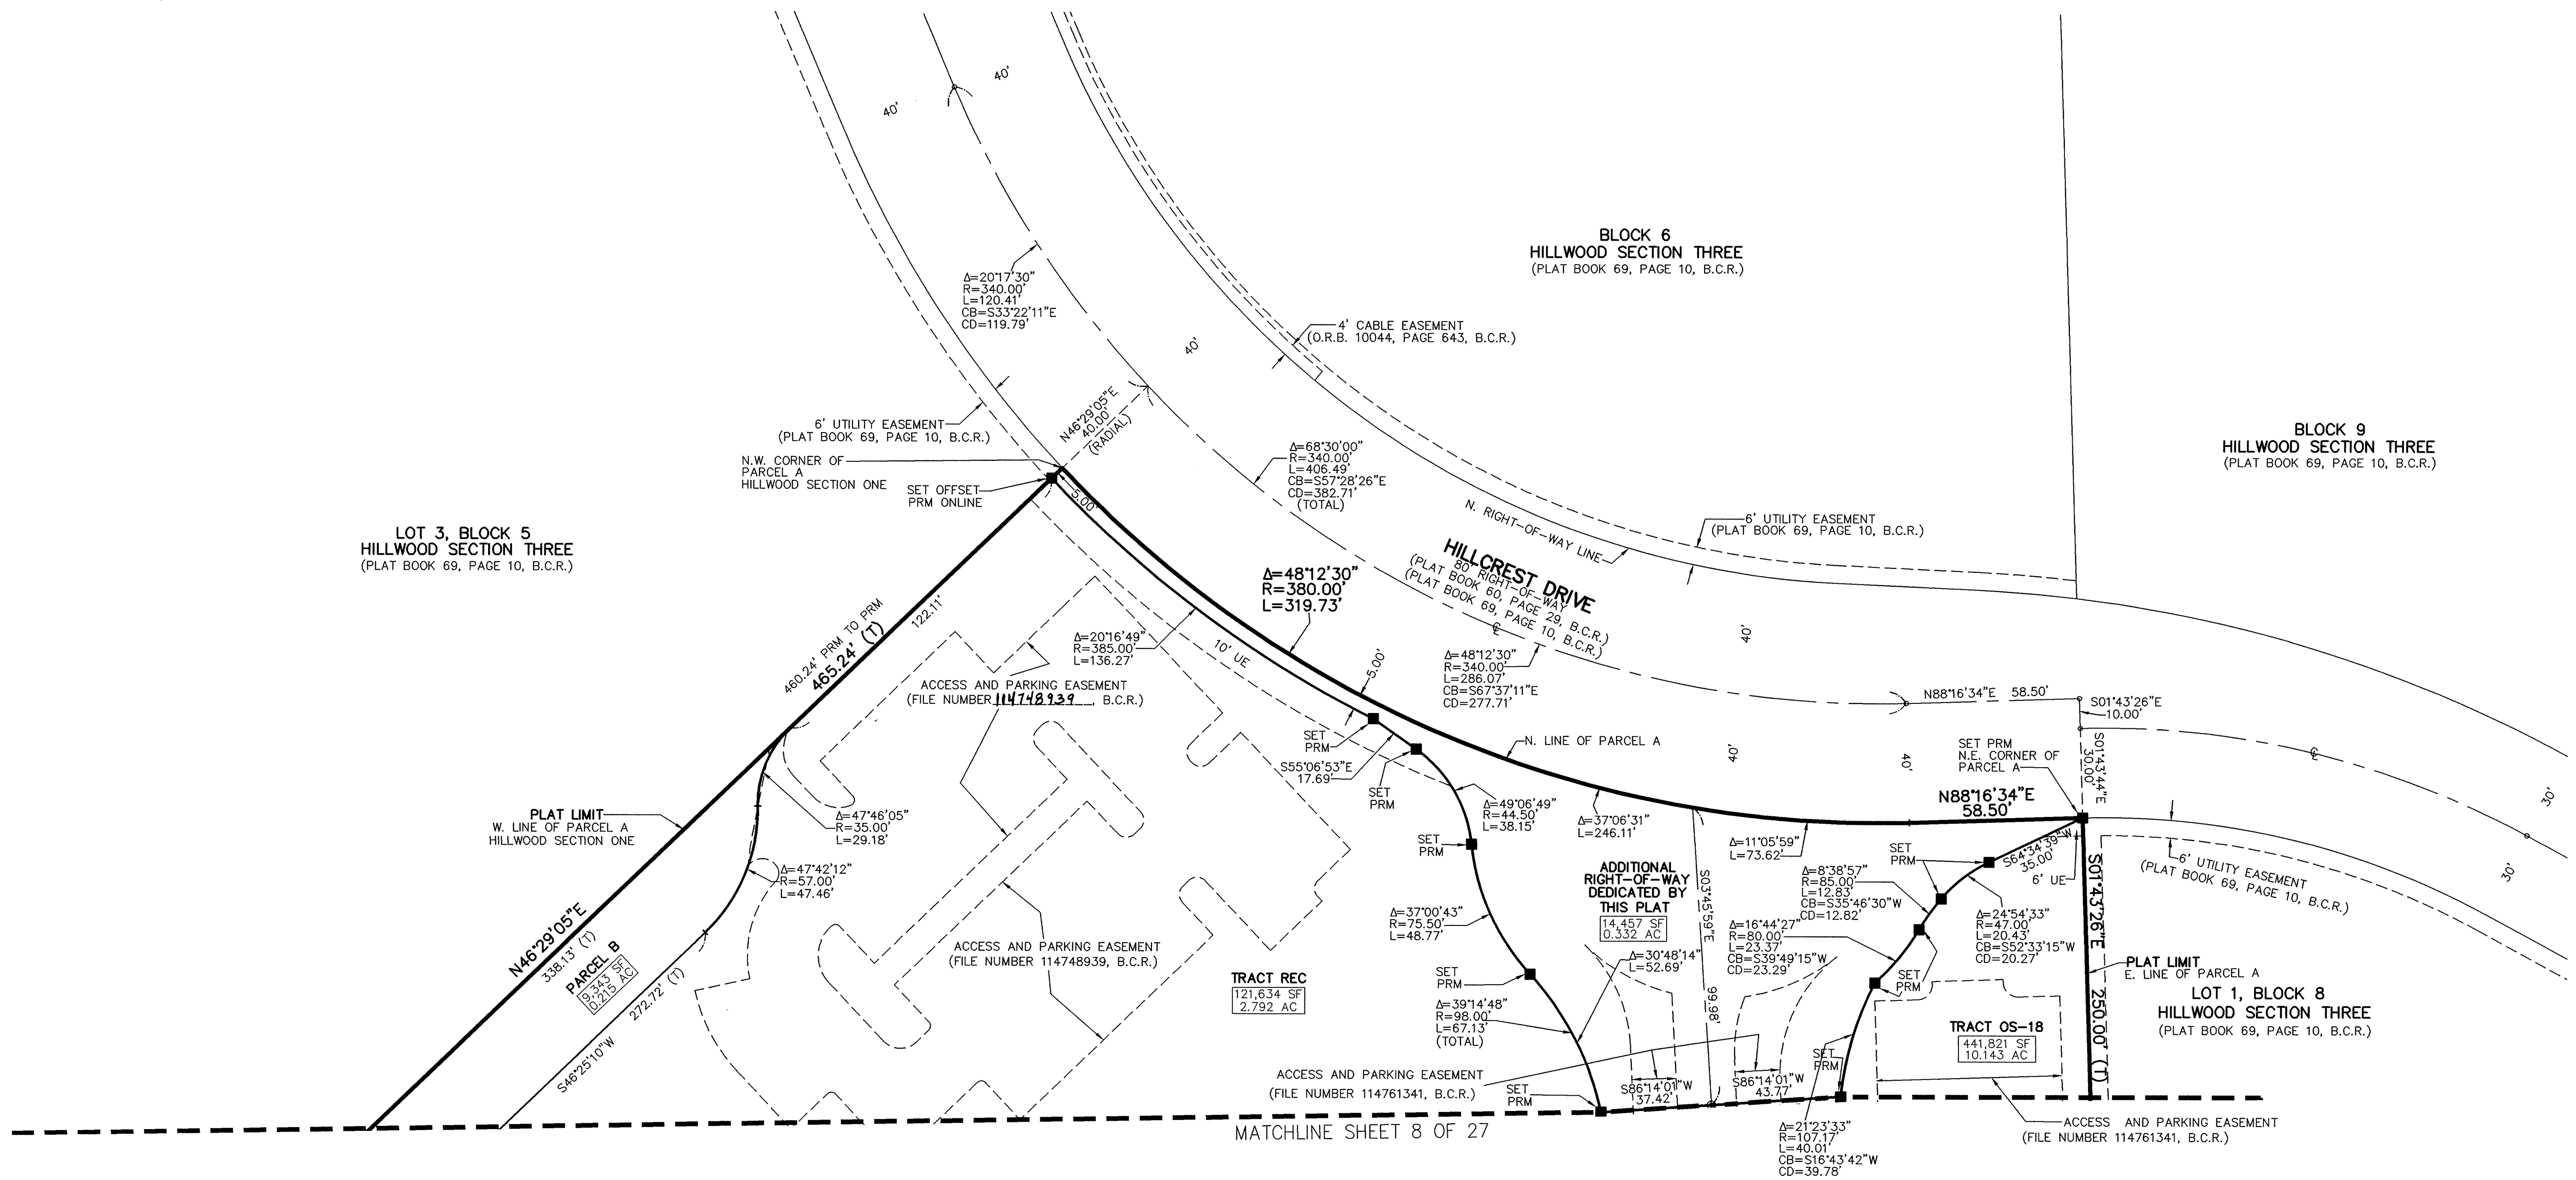 40'
40'
BLOCK 6
HILLWOOD SECTION THREE
(PLAT BOOK 69, PAGE 10, B.C.R.)
Δ=20°17'30"
R=340.00'
L=120.41'
CB=S33°22'11"E
CD=119.79'
4' CABLE EASEMENT
(O.R.B. 10044, PAGE 643, B.C.R.)
40'
N46°29'05"E
40.00'
(RADIAL)
6' UTILITY EASEMENT
(PLAT BOOK 69, PAGE 10, B.C.R.)
N.W. CORNER OF
PARCEL A
HILLWOOD SECTION ONE
SET OFFSET
PRM ONLINE
5.00'
Δ=68°30'00"
R=340.00'
L=406.49'
CB=S57°28'26"E
CD=382.71'
(TOTAL)
BLOCK 9
HILLWOOD SECTION THREE
(PLAT BOOK 69, PAGE 10, B.C.R.)
LOT 3, BLOCK 5
HILLWOOD SECTION THREE
(PLAT BOOK 69, PAGE 10, B.C.R.)
N. RIGHT-OF-WAY LINE
6' UTILITY EASEMENT
(PLAT BOOK 69, PAGE 10, B.C.R.)
HILLCREST DRIVE
80' RIGHT-OF-WAY
(PLAT BOOK 60, PAGE 29, B.C.R.)
(PLAT BOOK 69, PAGE 10, B.C.R.)
℄
40'
Δ=48°12'30"
R=380.00'
L=319.73'
460.24' PRM TO PRM
465.24' (T)
122.11'
Δ=20°16'49"
R=385.00'
L=136.27'
10' UE
5.00'
Δ=48°12'30"
R=340.00'
L=286.07'
CB=S67°37'11"E
CD=277.71'
ACCESS AND PARKING EASEMENT
(FILE NUMBER 114748939, B.C.R.)
N88°16'34"E 58.50'
S01°43'26"E
10.00'
S01°43'44"E
30.00'
℄
SET
PRM
S55°06'53"E
17.69'
SET
PRM
N. LINE OF PARCEL A
40'
40'
SET PRM
N.E. CORNER OF
PARCEL A
N88°16'34"E
58.50'
30'
30'
PLAT LIMIT
W. LINE OF PARCEL A
HILLWOOD SECTION ONE
Δ=47°46'05"
R=35.00'
L=29.18'
Δ=47°42'12"
R=57.00'
L=47.46'
Δ=49°06'49"
R=44.50'
L=38.15'
SET
PRM
Δ=37°06'31"
L=246.11'
Δ=11°05'59"
L=73.62'
SET
PRM
S64°34'39"W
35.00'
6' UE
6' UTILITY EASEMENT
(PLAT BOOK 69, PAGE 10, B.C.R.)
ADDITIONAL
RIGHT-OF-WAY
DEDICATED BY
THIS PLAT
14,457 SF
0.332 AC
S03°45'59"E
99.98'
Δ=8°38'57"
R=85.00'
L=12.83'
CB=S35°46'30"W
CD=12.82'
Δ=24°54'33"
R=47.00'
L=20.43'
CB=S52°33'15"W
CD=20.27'
Δ=16°44'27"
R=80.00'
L=23.37'
CB=S39°49'15"W
CD=23.29'
SET
PRM
S01°43'26"E 250.00' (T)
PLAT LIMIT
E. LINE OF PARCEL A
LOT 1, BLOCK 8
HILLWOOD SECTION THREE
(PLAT BOOK 69, PAGE 10, B.C.R.)
N46°29'05"E
338.13' (T)
PARCEL B
9,343 SF
0.215 AC
272.72' (T)
S46°25'10"W
ACCESS AND PARKING EASEMENT
(FILE NUMBER 114748939, B.C.R.)
TRACT REC
121,634 SF
2.792 AC
Δ=37°00'43"
R=75.50'
L=48.77'
SET
PRM
Δ=30°48'14"
L=52.69'
Δ=39°14'48"
R=98.00'
L=67.13'
(TOTAL)
TRACT OS-18
441,821 SF
10.143 AC
SET
PRM
ACCESS AND PARKING EASEMENT
(FILE NUMBER 114761341, B.C.R.)
SET
PRM
S86°14'01"W
37.42'
S86°14'01"W
43.77'
Δ=21°23'33"
R=107.17'
L=40.01'
CB=S16°43'42"W
CD=39.78'
ACCESS AND PARKING EASEMENT
(FILE NUMBER 114761341, B.C.R.)
MATCHLINE SHEET 8 OF 27